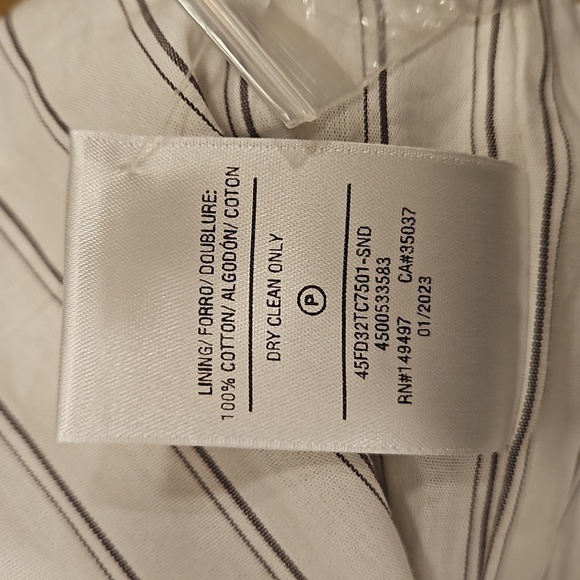 LINING/ FORRO/ DOUBLURE:
100% COTTON/ ALGODÓN/ COTON
DRY CLEAN ONLY
P
45FD32TC7501-SND
4500533583
RN#149497 CA#35037
01/2023